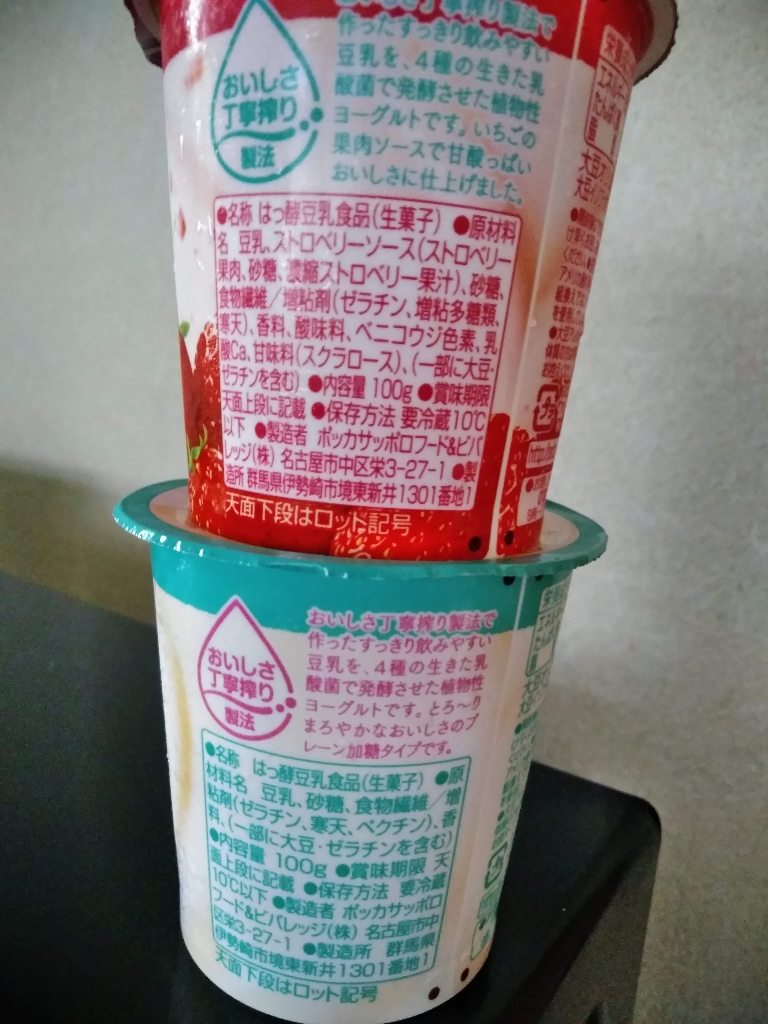 おいしさ丁寧搾り製法で
作ったすっきり飲みやすい
豆乳を、4種の生きた乳
酸菌で発酵させた植物性
ヨーグルトです。いちごの
果肉ソースで甘酸っぱい
おいしさに仕上げました。
おいしさ
丁寧搾り
製法
●名称 はっ酵豆乳食品(生菓子) ●原材料
名 豆乳、ストロベリーソース(ストロベリー
果肉、砂糖、濃縮ストロベリー果汁)、砂糖、
食物繊維/増粘剤(ゼラチン、増粘多糖類、
寒天)、香料、酸味料、ベニコウジ色素、乳
酸Ca、甘味料(スクラロース)、(一部に大豆・
ゼラチンを含む) ●内容量 100g ●賞味期限
天面上段に記載 ●保存方法 要冷蔵10℃
以下 ●製造者 ポッカサッポロフード&ビバ
レッジ(株) 名古屋市中区栄3-27-1 ●製
造所 群馬県伊勢崎市境東新井1301番地1
天面下段はロット記号
おいしさ
丁寧搾り
製法
おいしさ丁寧搾り製法で
作ったすっきり飲みやすい
豆乳を、4種の生きた乳
酸菌で発酵させた植物性
ヨーグルトです。とろ～り
まろやかなおいしさのプ
レーン加糖タイプです。
●名称 はっ酵豆乳食品(生菓子) ●原
材料名 豆乳、砂糖、食物繊維/増
粘剤(ゼラチン、寒天、ペクチン)、香
料、(一部に大豆・ゼラチンを含む)
●内容量 100g ●賞味期限 天
面上段に記載 ●保存方法 要冷蔵
10℃以下 ●製造者 ポッカサッポロ
フード&ビバレッジ(株) 名古屋市中
区栄3-27-1 ●製造所 群馬県
伊勢崎市境東新井1301番地1
天面下段はロット記号